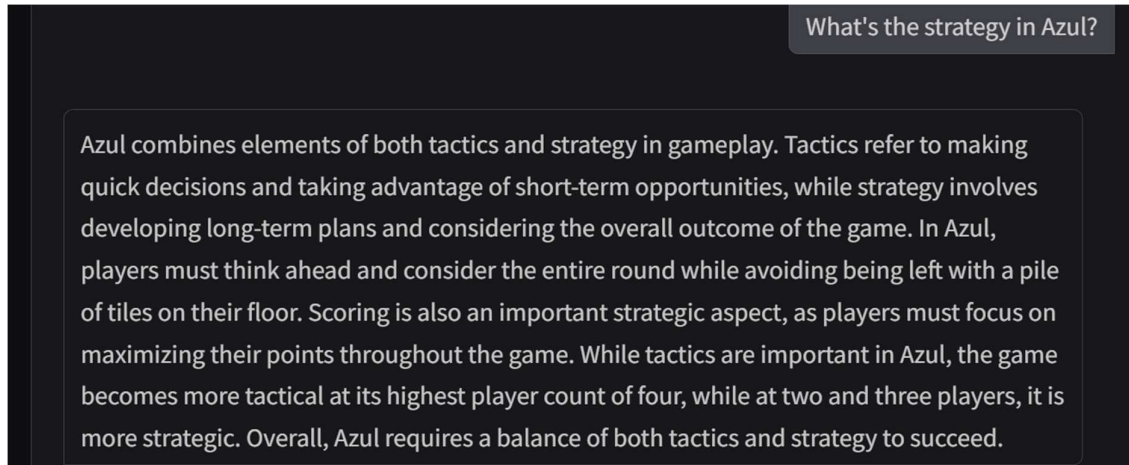 What's the strategy in Azul?
Azul combines elements of both tactics and strategy in gameplay. Tactics refer to making
quick decisions and taking advantage of short-term opportunities, while strategy involves
developing long-term plans and considering the overall outcome of the game. In Azul,
players must think ahead and consider the entire round while avoiding being left with a pile
of tiles on their floor. Scoring is also an important strategic aspect, as players must focus on
maximizing their points throughout the game. While tactics are important in Azul, the game
becomes more tactical at its highest player count of four, while at two and three players, it is
more strategic. Overall, Azul requires a balance of both tactics and strategy to succeed.